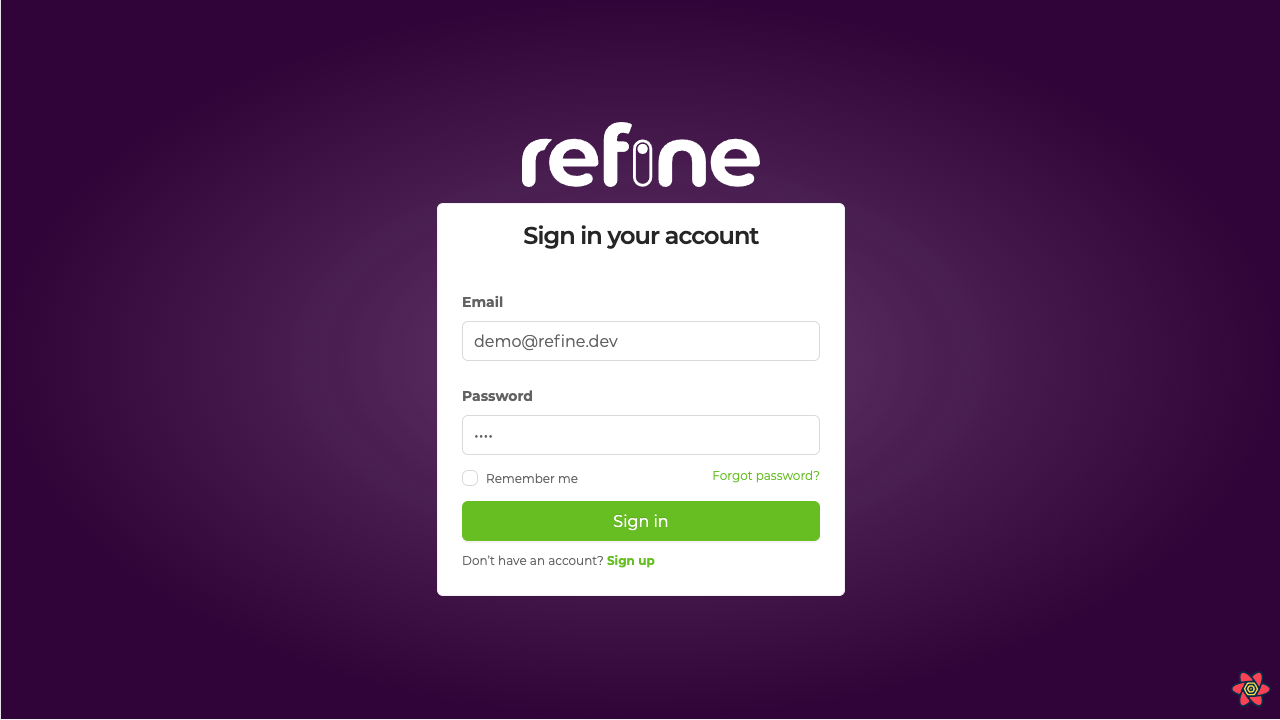 refine
Sign in your account
Email
demo@refine.dev
Password
••••
Remember me
Forgot password?
Sign in
Don’t have an account? Sign up